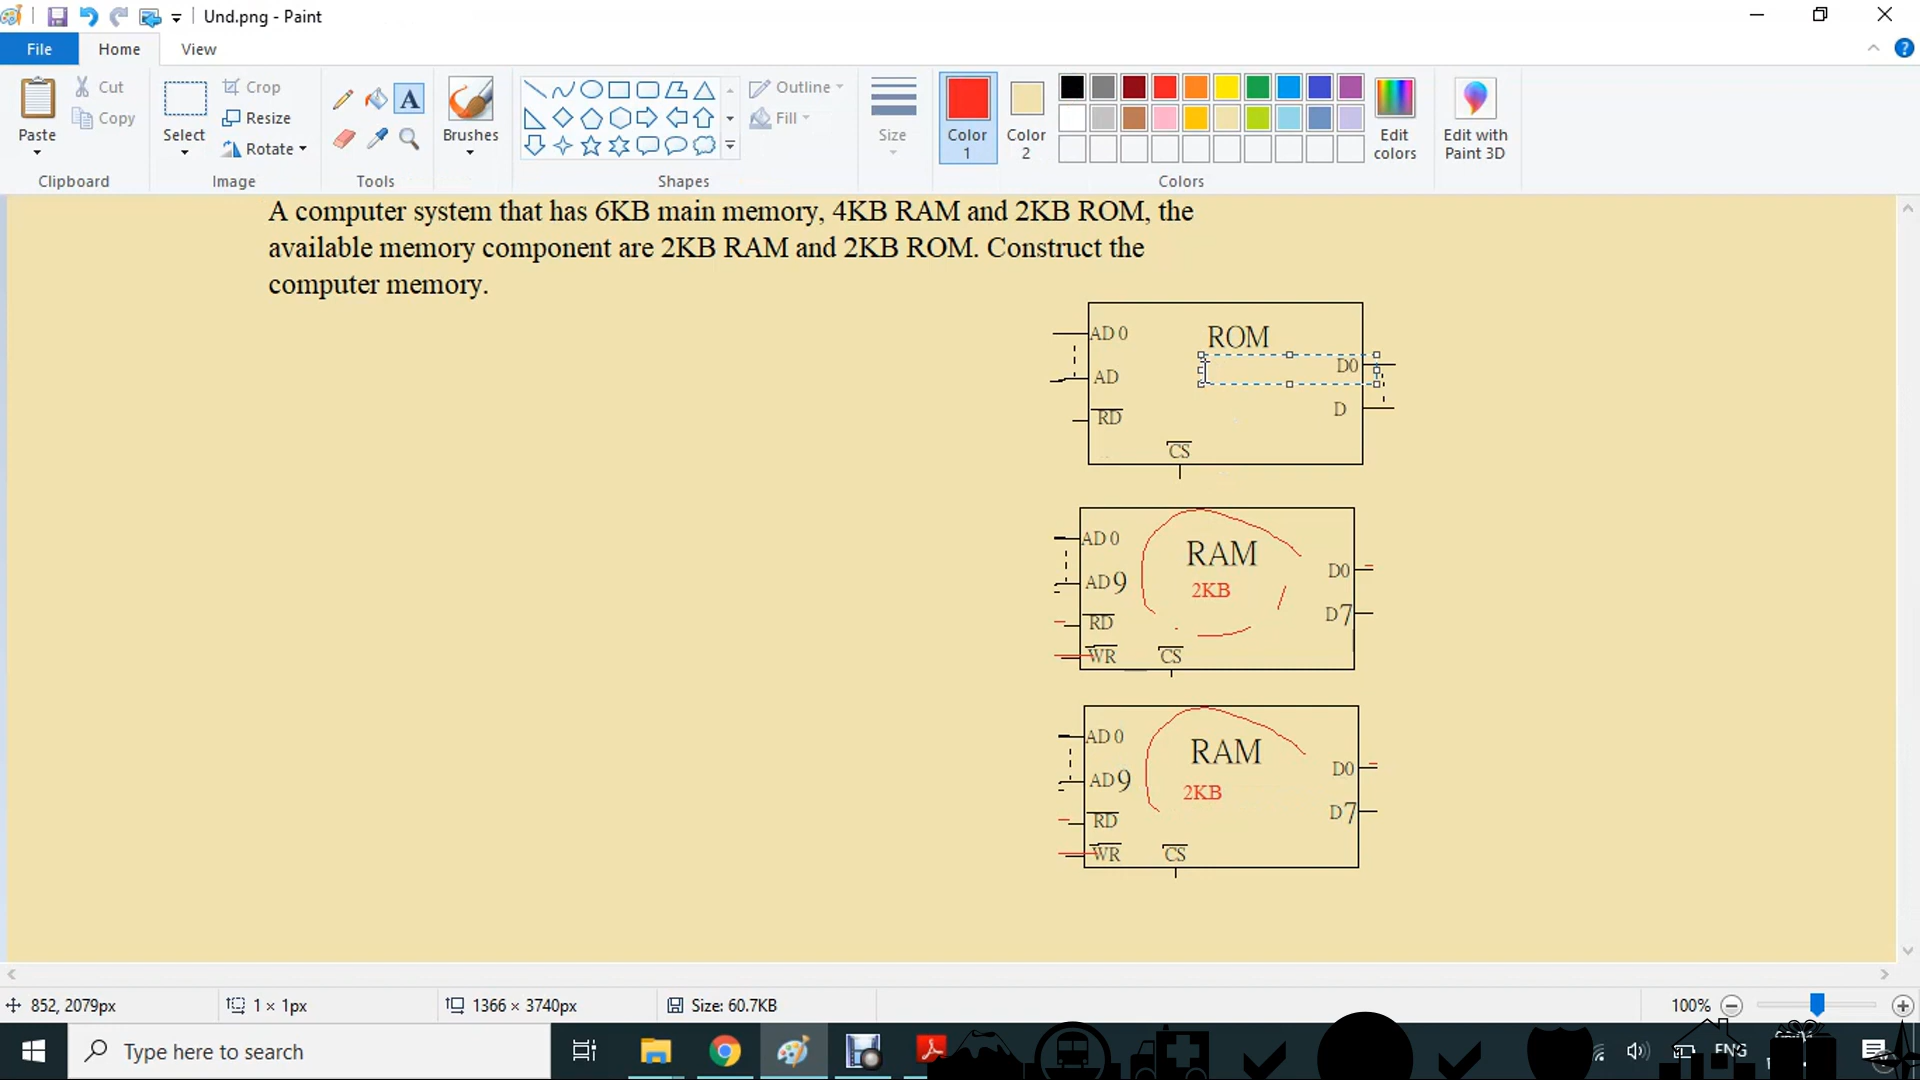 Und.png - Paint
File
Home
View
Paste
Cut
Copy
Clipboard
Select
Crop
Resize
Rotate
Image
Tools
Brushes
Shapes
Outline
Fill
Size
Color
1
Color
2
Edit
colors
Colors
Edit with
Paint 3D
A computer system that has 6KB main memory, 4KB RAM and 2KB ROM, the
available memory component are 2KB RAM and 2KB ROM. Construct the
computer memory.
AD 0
ROM
D0
AD
D
RD
CS
AD 0
RAM
D0
AD9
2KB
D7
RD
WR
CS
AD 0
RAM
D0
AD9
2KB
D7
RD
WR
CS
852, 2079px
1 × 1px
1366 × 3740px
Size: 60.7KB
100%
Type here to search
ENG